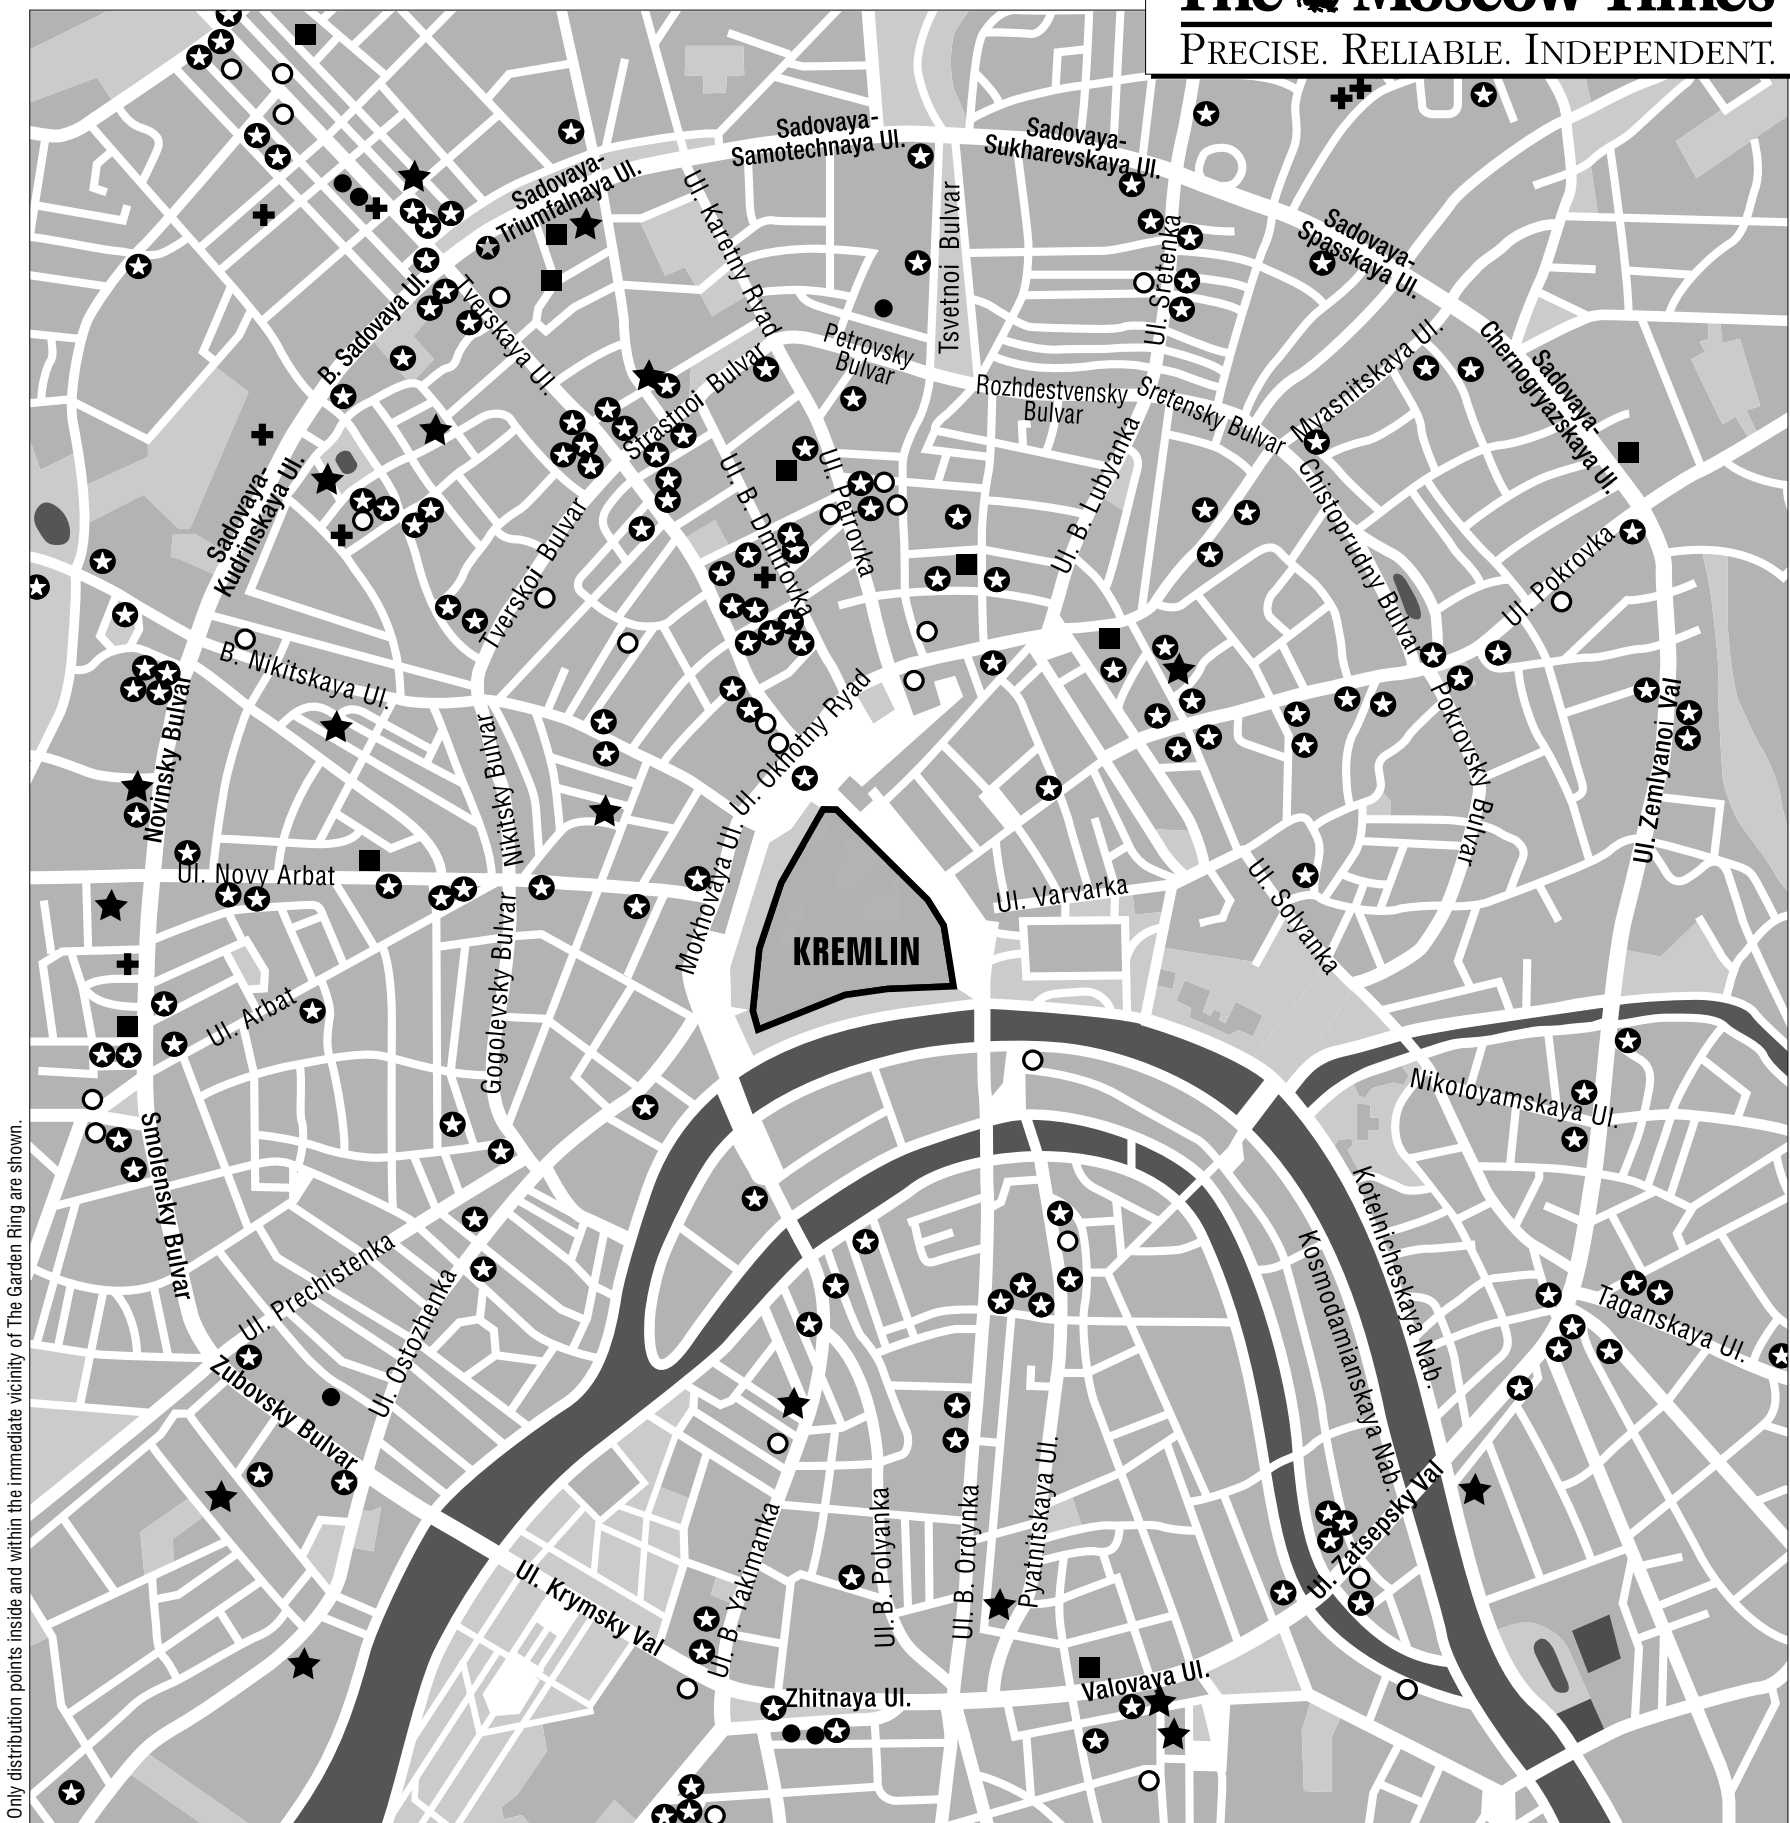 The Moscow Times
PRECISE. RELIABLE. INDEPENDENT.
Sadovaya-
Samotechnaya Ul.
Sadovaya-
Sukharevskaya Ul.
Sadovaya-
Triumfalnaya Ul.
Ul. Karetny Ryad
Tsvetnoi Bulvar
Ul. Sretenka
Sadovaya-
Spasskaya Ul.
B. Sadovaya Ul.
Tverskaya Ul.
Petrovsky
Bulvar
Strastnoi Bulvar
Rozhdestvensky
Bulvar
Sretensky Bulvar
Myasnitskaya Ul.
Sadovaya-
Chernogryazskaya Ul.
Sadovaya-
Kudrinskaya Ul.
Tverskoi Bulvar
Ul. B. Dmitrovka
Ul. Petrovka
Ul. B. Lubyanka
Chistoprudny Bulvar
Ul. Pokrovka
B. Nikitskaya Ul.
Novinsky Bulvar
Nikitsky Bulvar
Ul. Okhotny Ryad
Pokrovsky Bulvar
Ul. Zemlyanoi Val
Ul. Novy Arbat
Mokhovaya Ul.
KREMLIN
Ul. Varvarka
Ul. Solyanka
Ul. Arbat
Gogolevsky Bulvar
Nikoloyamskaya Ul.
Smolensky Bulvar
Ul. Prechistenka
Ul. Ostozhenka
Zubovsky Bulvar
Kotelnicheskaya Nab.
Kosmodamianskaya Nab.
Taganskaya Ul.
Ul. Krymsky Val
Ul. B. Yakimanka
Ul. B. Polyanka
Ul. B. Ordynka
Pyatnitskaya Ul.
Ul. Zatsepsky Val
Zhitnaya Ul.
Valovaya Ul.
Only distribution points inside and within the immediate vicinity of The Garden Ring are shown.